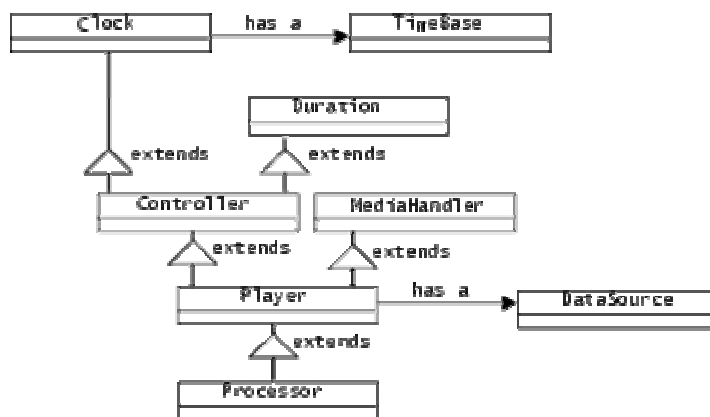 Clock
has a
TimeBase
Duration
extends
extends
Controller
MediaHandler
extends
extends
Player
has a
DataSource
extends
Processor